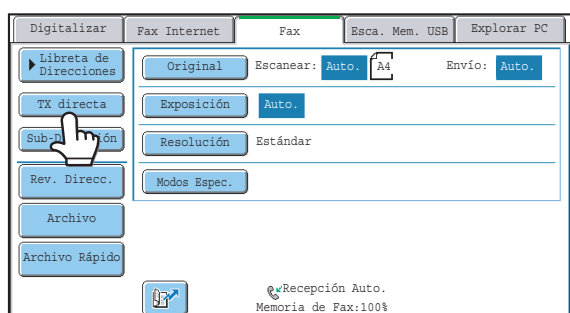 Digitalizar
Fax Internet
Fax
Esca. Mem. USB
Explorar PC
Libreta de
Direcciones
Original
Escanear:
Auto.
A4
Envío:
Auto.
TX directa
Exposición
Auto.
Resolución
Estándar
Rev. Direcc.
Modos Espec.
Archivo
Archivo Rápido
Recepción Auto.
Memoria de Fax:100%